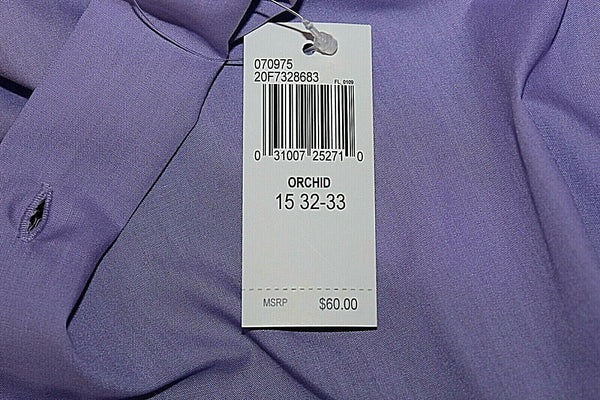 070975
20F7328683
FL 0109
0 31007 25271 0
ORCHID
15 32-33
MSRP $60.00